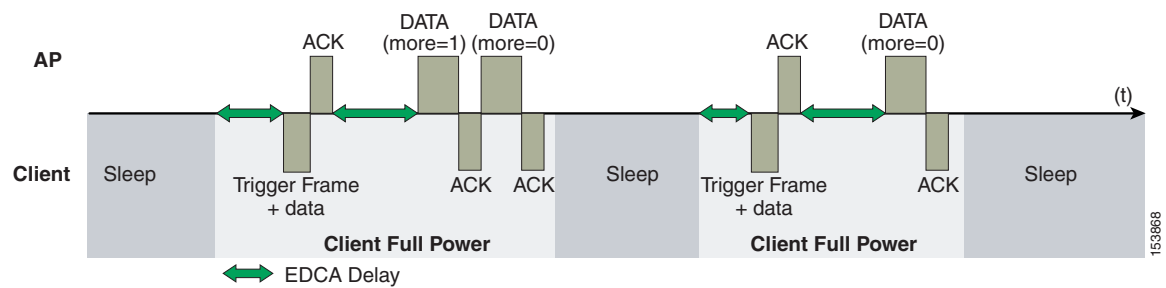 DATA DATA
ACK (more=1) (more=0)
DATA
ACK (more=0)
AP
(t)
Client
Sleep
Trigger Frame
+ data
ACK ACK
Client Full Power
Sleep
Trigger Frame
+ data
ACK
Client Full Power
Sleep
153868
EDCA Delay